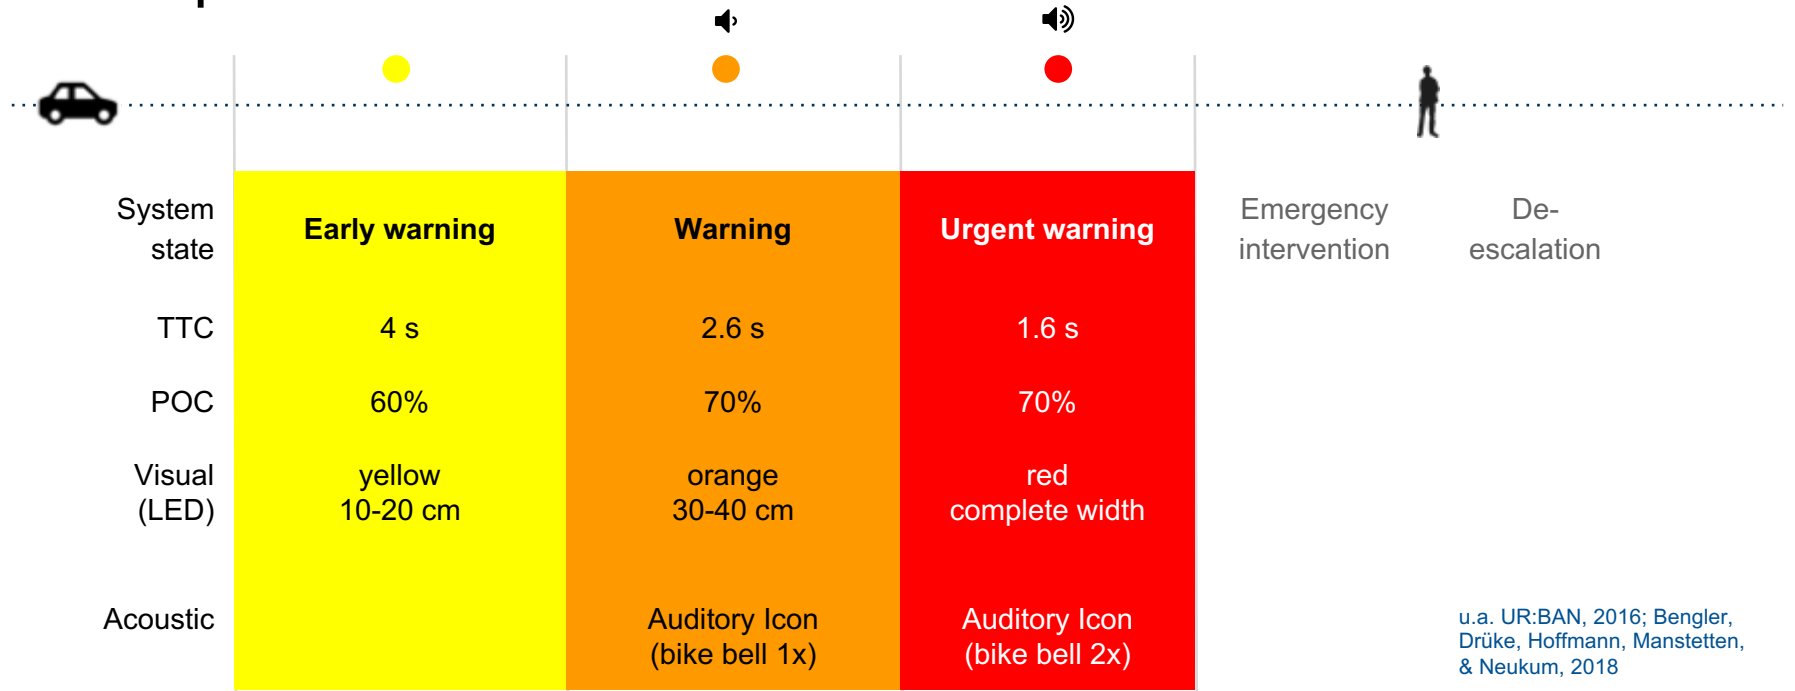 System
state
Early warning
Warning
Urgent warning
Emergency
intervention
De-
escalation
TTC
4 s
2.6 s
1.6 s
POC
60%
70%
70%
Visual
(LED)
yellow
10-20 cm
orange
30-40 cm
red
complete width
Acoustic
Auditory Icon
(bike bell 1x)
Auditory Icon
(bike bell 2x)
u.a. UR:BAN, 2016; Bengler,
Drüke, Hoffmann, Manstetten,
& Neukum, 2018